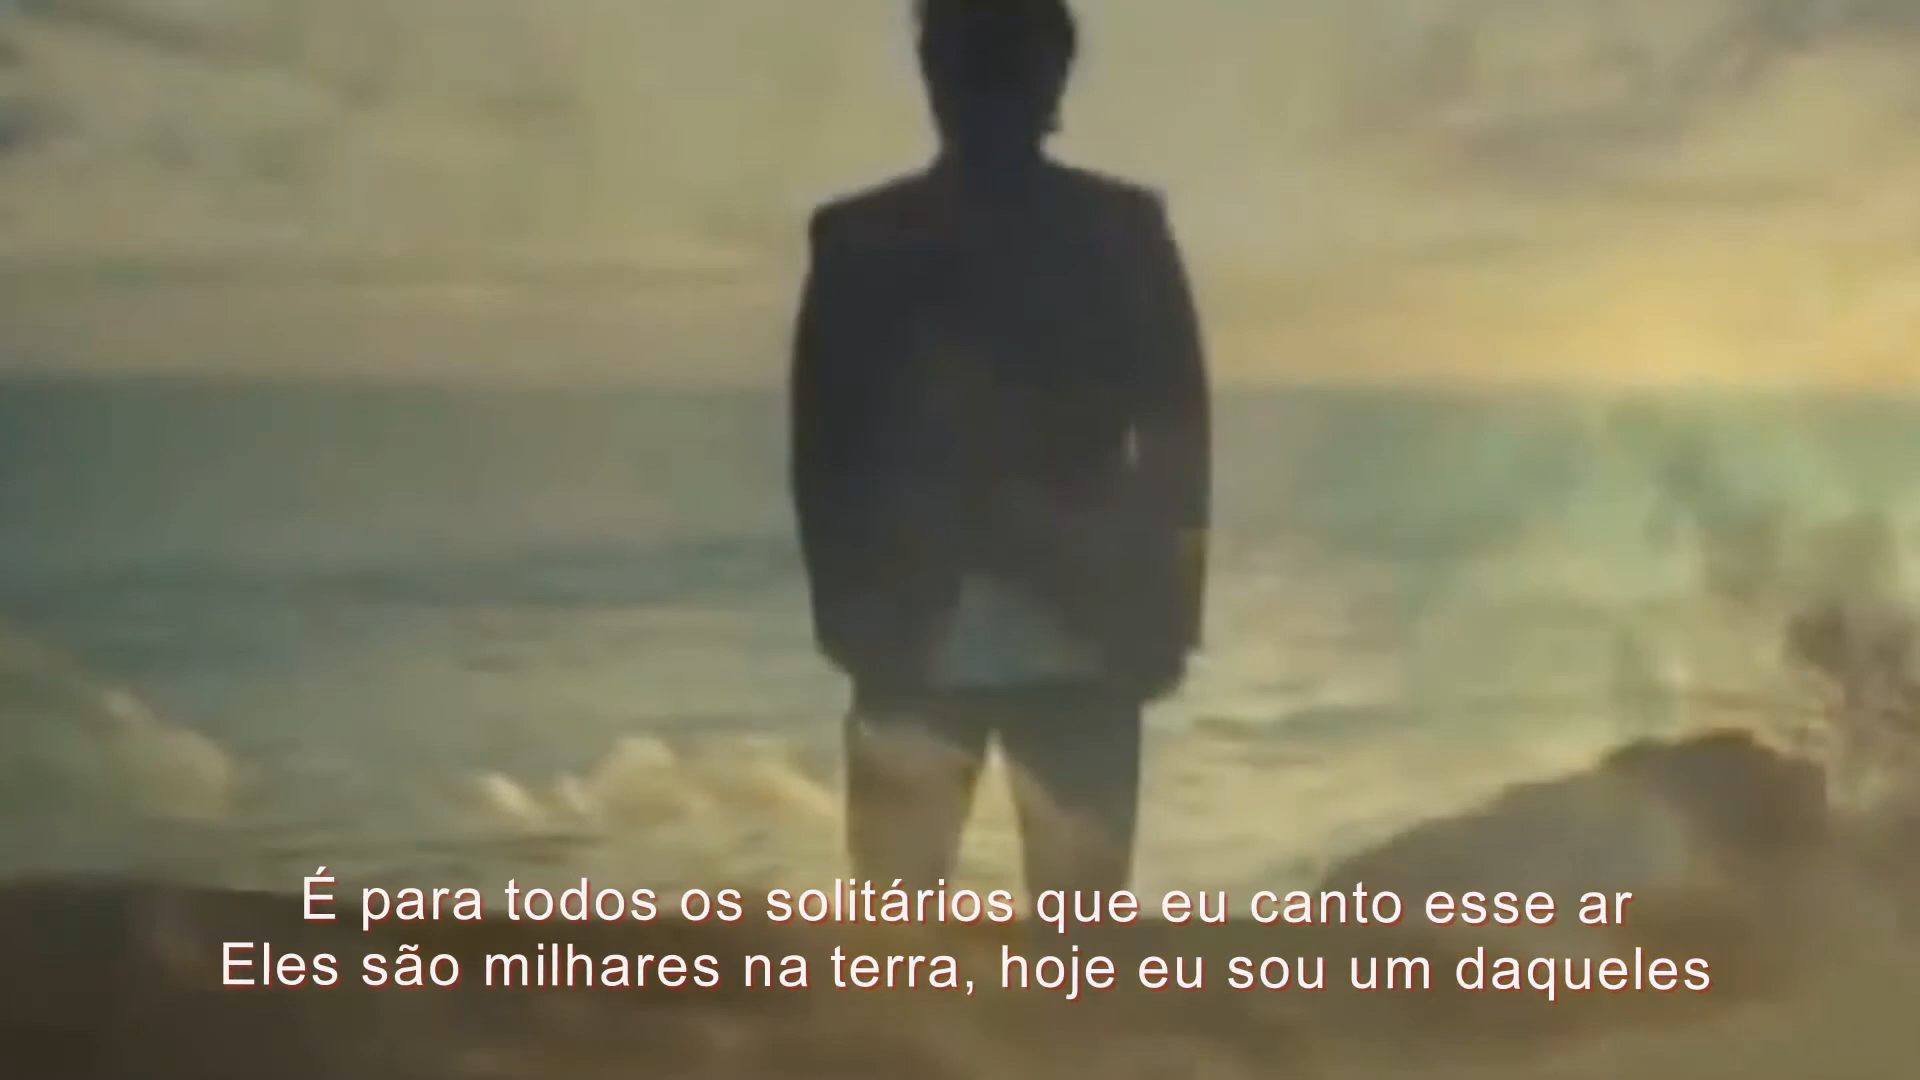 É para todos os solitários que eu canto esse ar
Eles são milhares na terra, hoje eu sou um daqueles